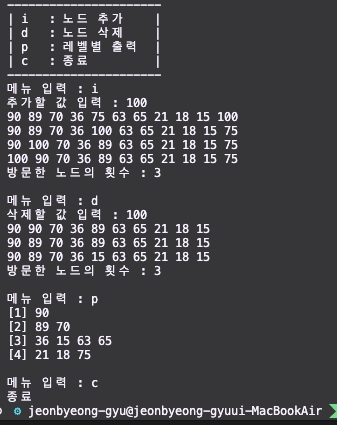 ----------------------
| i   : 노드 추가    |
| d   : 노드 삭제    |
| p   : 레벨별 출력  |
| c   : 종료         |
----------------------
메뉴 입력 : i
추가할 값 입력 : 100
90 89 70 36 75 63 65 21 18 15 100
90 89 70 36 100 63 65 21 18 15 75
90 100 70 36 89 63 65 21 18 15 75
100 90 70 36 89 63 65 21 18 15 75
방문한 노드의 횟수 : 3

메뉴 입력 : d
삭제할 값 입력 : 100
90 90 70 36 89 63 65 21 18 15
90 89 70 36 89 63 65 21 18 15
90 89 70 36 15 63 65 21 18 15
방문한 노드의 횟수 : 3

메뉴 입력 : p
[1] 90
[2] 89 70
[3] 36 15 63 65
[4] 21 18 75

메뉴 입력 : c
종료
jeonbyeong-gyu@jeonbyeong-gyuui-MacBookAir